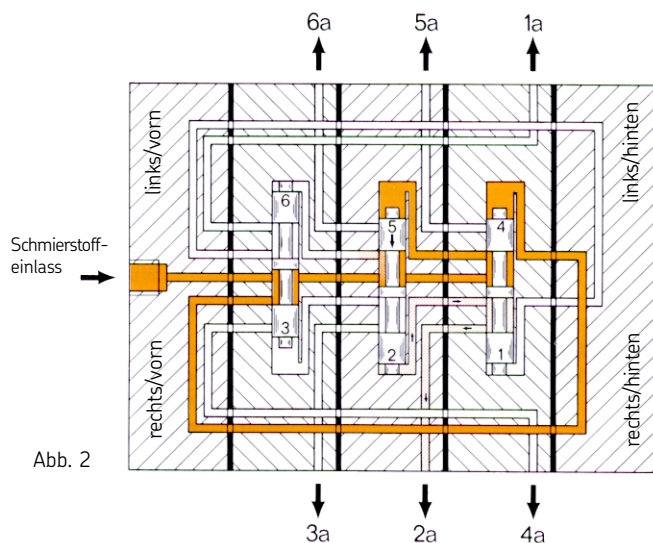 6a 5a 1a
links/vorn
links/hinten
6 5 4
Schmierstoff-
einlass
3 2 1
rechts/vorn
rechts/hinten
Abb. 2
3a 2a 4a